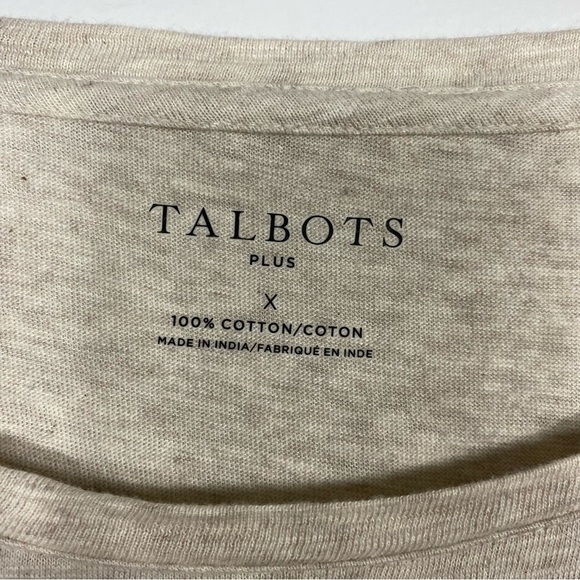 TALBOTS
PLUS
X
100% COTTON/COTON
MADE IN INDIA/FABRIQUÉ EN INDE